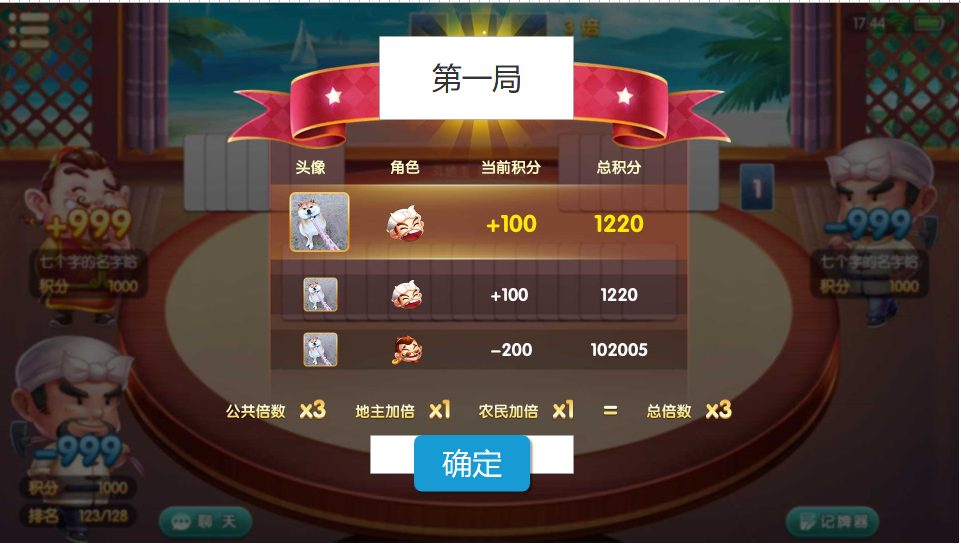 3 倍
17:44
第一局
头像 角色 当前积分 总积分
1
+999
-999
+100 1220
七个字的名字哈
积分 1000
七个字的名字哈
积分 1000
+100 1220
-200 102005
公共倍数 x3 地主加倍 x1 农民加倍 x1 = 总倍数 x3
-999
确定
积分 1000
排名 123/128
聊 天
记牌器